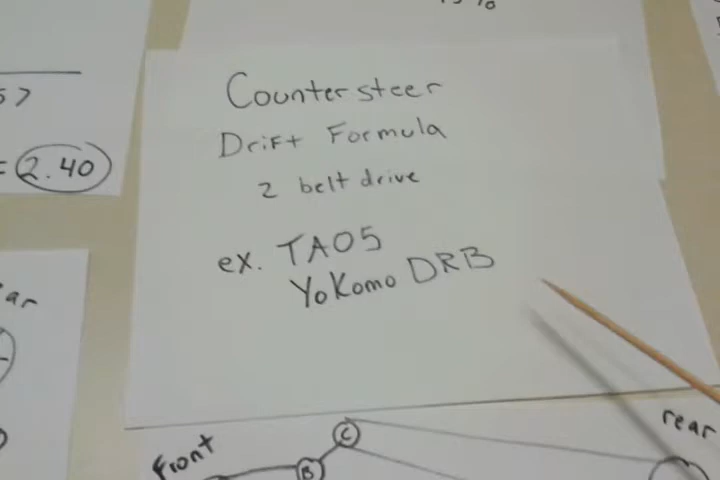 Countersteer
Drift Formula
2 belt drive
ex. TA05
Yokomo DRB
= 2.40
front
B
C
rear